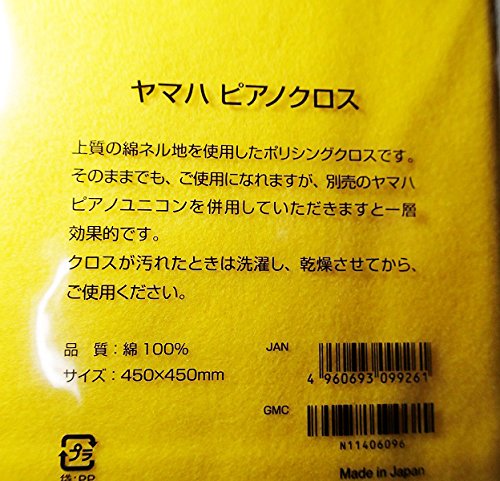 ヤマハ ピアノクロス
上質の綿ネル地を使用したポリシングクロスです。
そのままでも、ご使用になれますが、別売のヤマハ
ピアノユニコンを併用していただきますと一層
効果的です。
クロスが汚れたときは洗濯し、乾燥させてから、
ご使用ください。
品 質：綿 100%
サイズ：450×450mm
JAN
4 960693 099261
GMC
N11406096
プラ
袋:PP
Made in Japan